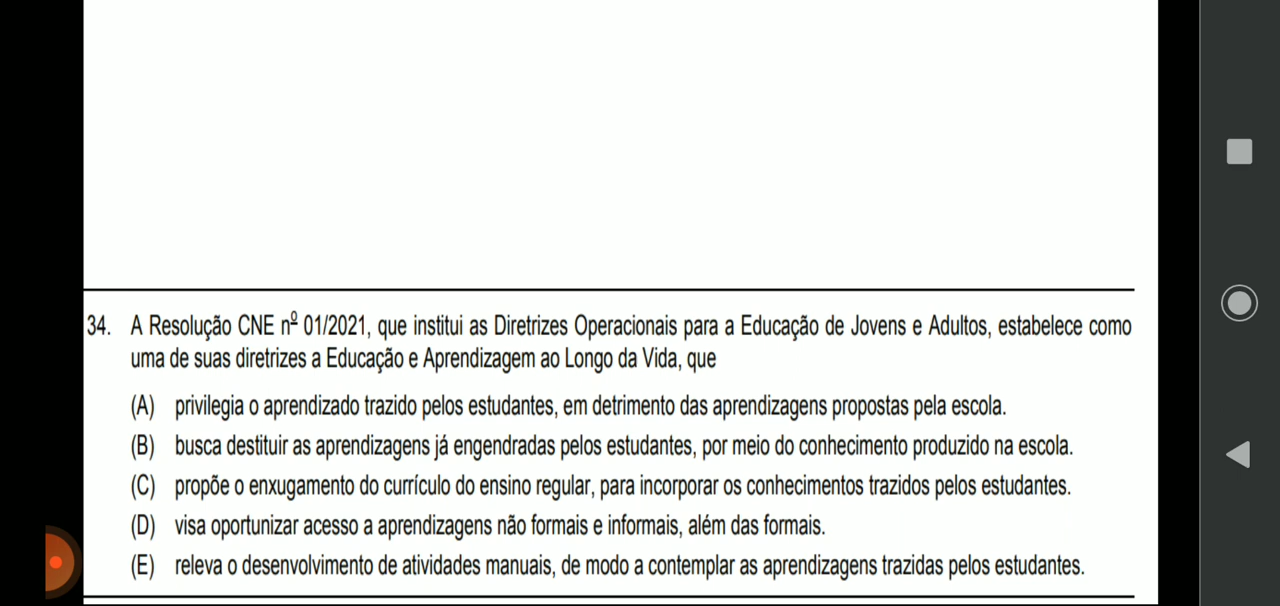 34. A Resolução CNE nº 01/2021, que institui as Diretrizes Operacionais para a Educação de Jovens e Adultos, estabelece como
uma de suas diretrizes a Educação e Aprendizagem ao Longo da Vida, que
(A) privilegia o aprendizado trazido pelos estudantes, em detrimento das aprendizagens propostas pela escola.
(B) busca destituir as aprendizagens já engendradas pelos estudantes, por meio do conhecimento produzido na escola.
(C) propõe o enxugamento do currículo do ensino regular, para incorporar os conhecimentos trazidos pelos estudantes.
(D) visa oportunizar acesso a aprendizagens não formais e informais, além das formais.
(E) releva o desenvolvimento de atividades manuais, de modo a contemplar as aprendizagens trazidas pelos estudantes.